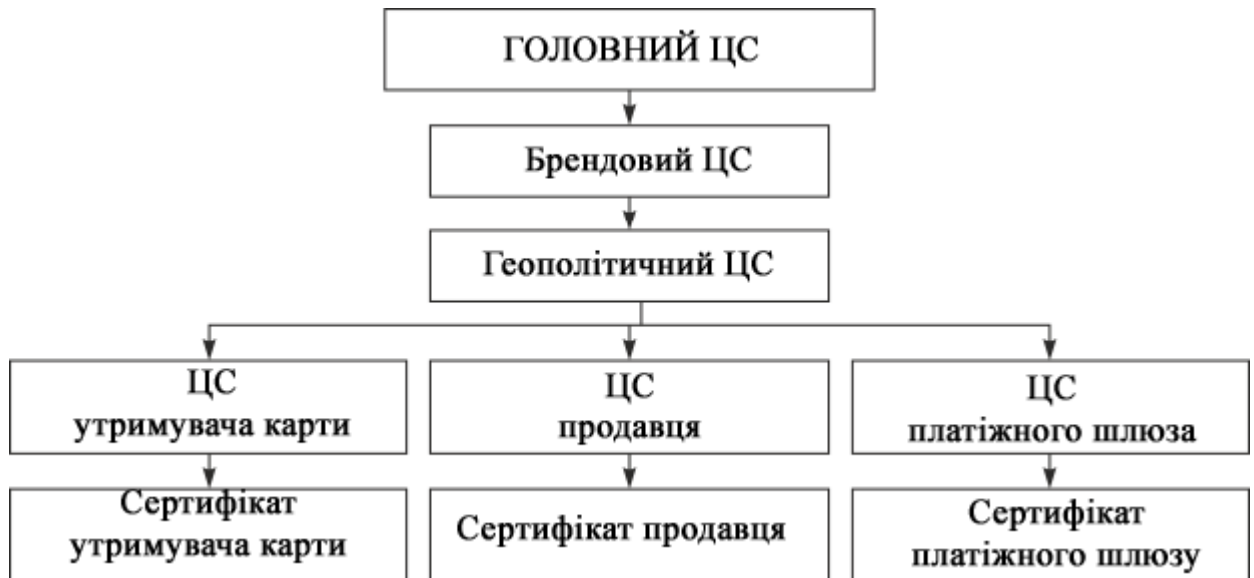 ГОЛОВНИЙ ЦС
Брендовий ЦС
Геополітичний ЦС
ЦС
утримувача карти
ЦС
продавця
ЦС
платіжного шлюза
Сертифікат
утримувача карти
Сертифікат продавця
Сертифікат
платіжного шлюзу